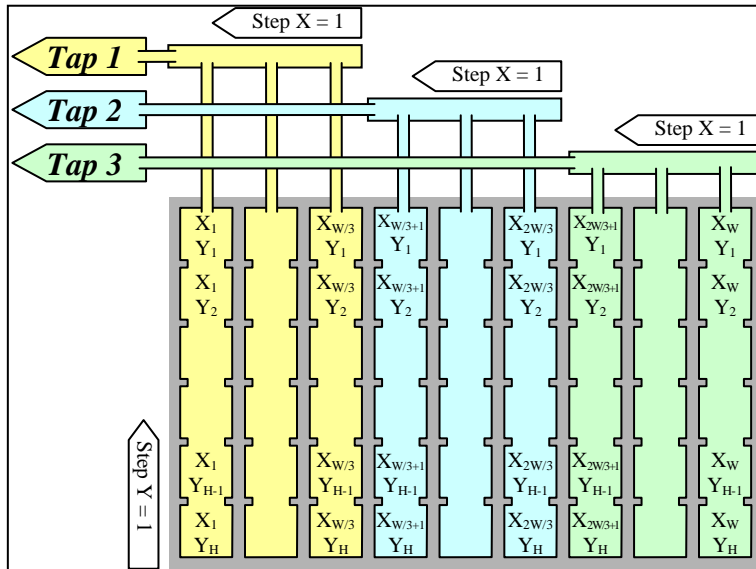 Step X = 1
Tap 1
Step X = 1
Tap 2
Step X = 1
Tap 3
X1 XW/3 XW/3+1 X2W/3 X2W/3+1 XW
Y1 Y1 Y1 Y1 Y1 Y1
X1 XW/3 XW/3+1 X2W/3 X2W/3+1 XW
Y2 Y2 Y2 Y2 Y2 Y2
Step Y = 1
X1 XW/3 XW/3+1 X2W/3 X2W/3+1 XW
YH-1 YH-1 YH-1 YH-1 YH-1 YH-1
X1 XW/3 XW/3+1 X2W/3 X2W/3+1 XW
YH YH YH YH YH YH